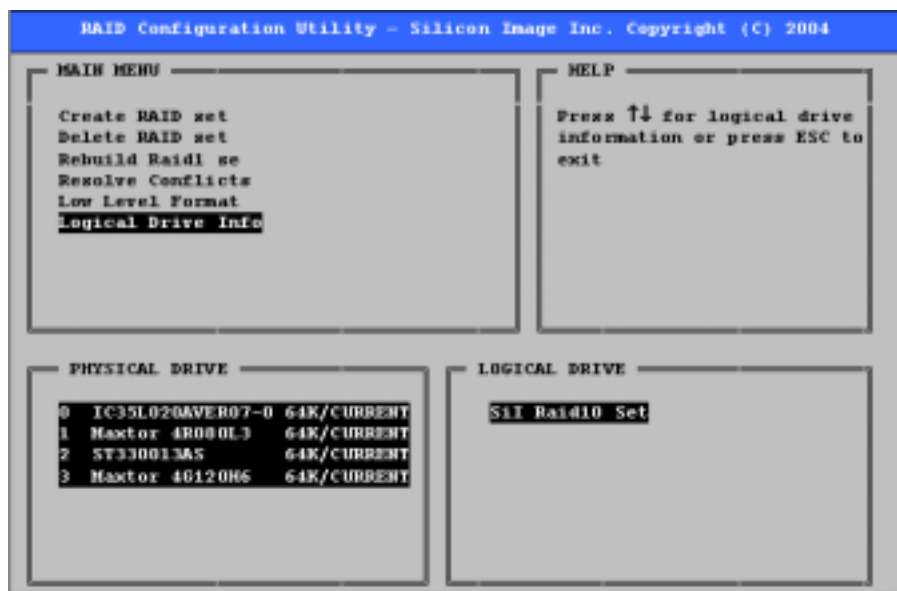 RAID Configuration Utility – Silicon Image Inc. Copyright (C) 2004
MAIN MENU
Create RAID set
Delete RAID set
Rebuild Raid1 se
Resolve Conflicts
Low Level Format
Logical Drive Info
HELP
Press ↑↓ for logical drive
information or press ESC to
exit
PHYSICAL DRIVE
0 IC35L020AVER07-0 64K/CURRENT
1 Maxtor 4R080L3 64K/CURRENT
2 ST330013AS 64K/CURRENT
3 Maxtor 4G120H6 64K/CURRENT
LOGICAL DRIVE
SiI Raid10 Set